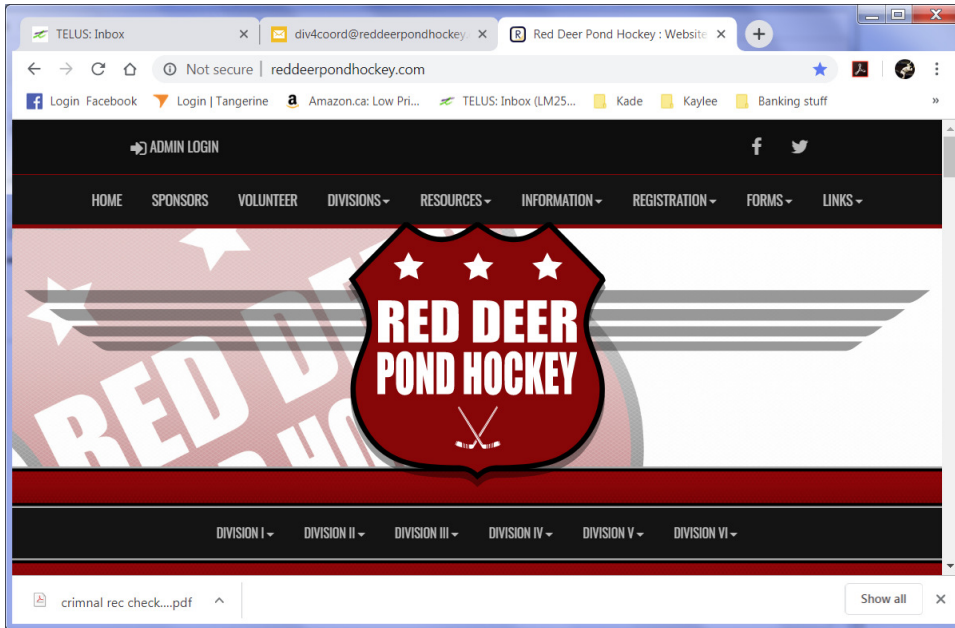 TELUS: Inbox
div4coord@reddeerpondhockey.
Red Deer Pond Hockey : Website
Not secure | reddeerpondhockey.com
Login Facebook Login | Tangerine Amazon.ca: Low Pri... TELUS: Inbox (LM25... Kade Kaylee Banking stuff »
ADMIN LOGIN
HOME SPONSORS VOLUNTEER DIVISIONS RESOURCES INFORMATION REGISTRATION FORMS LINKS
RED DEER
POND HOCKEY
RED DEER
DIVISION I DIVISION II DIVISION III DIVISION IV DIVISION V DIVISION VI
crimnal rec check....pdf
Show all